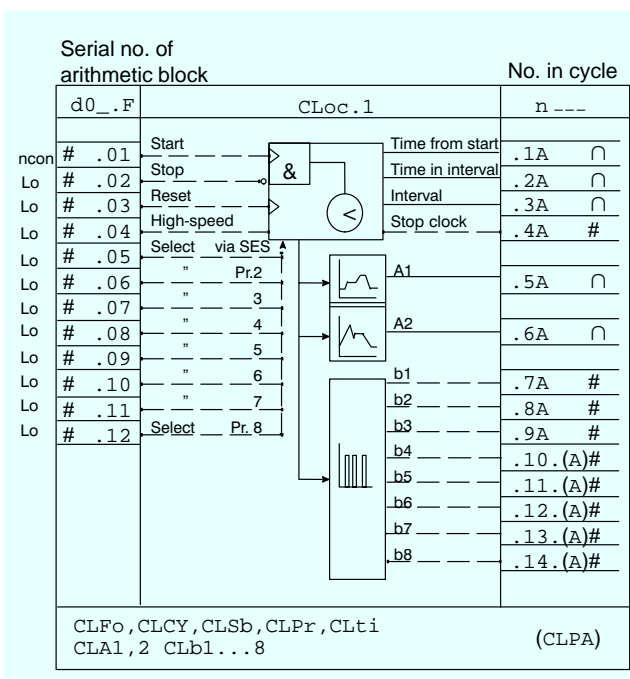 Serial no. of
arithmetic block
No. in cycle
d0_.F CLoc.1 n ---
ncon # .01 Start & Time from start .1A ∩
Lo # .02 Stop Time in interval .2A ∩
Lo # .03 Reset < Interval .3A ∩
Lo # .04 High-speed Stop clock .4A #
Lo # .05 Select via SES
Lo # .06 " Pr.2 A1 .5A ∩
Lo # .07 " 3
Lo # .08 " 4 A2 .6A ∩
Lo # .09 " 5
Lo # .10 " 6 b1 .7A #
Lo # .11 " 7 b2 .8A #
Lo # .12 Select Pr. 8 b3 .9A #
b4 .10.(A)#
b5 .11.(A)#
b6 .12.(A)#
b7 .13.(A)#
b8 .14.(A)#
CLFo,CLCY,CLSb,CLPr,CLti
CLA1,2 CLb1...8
(CLPA)